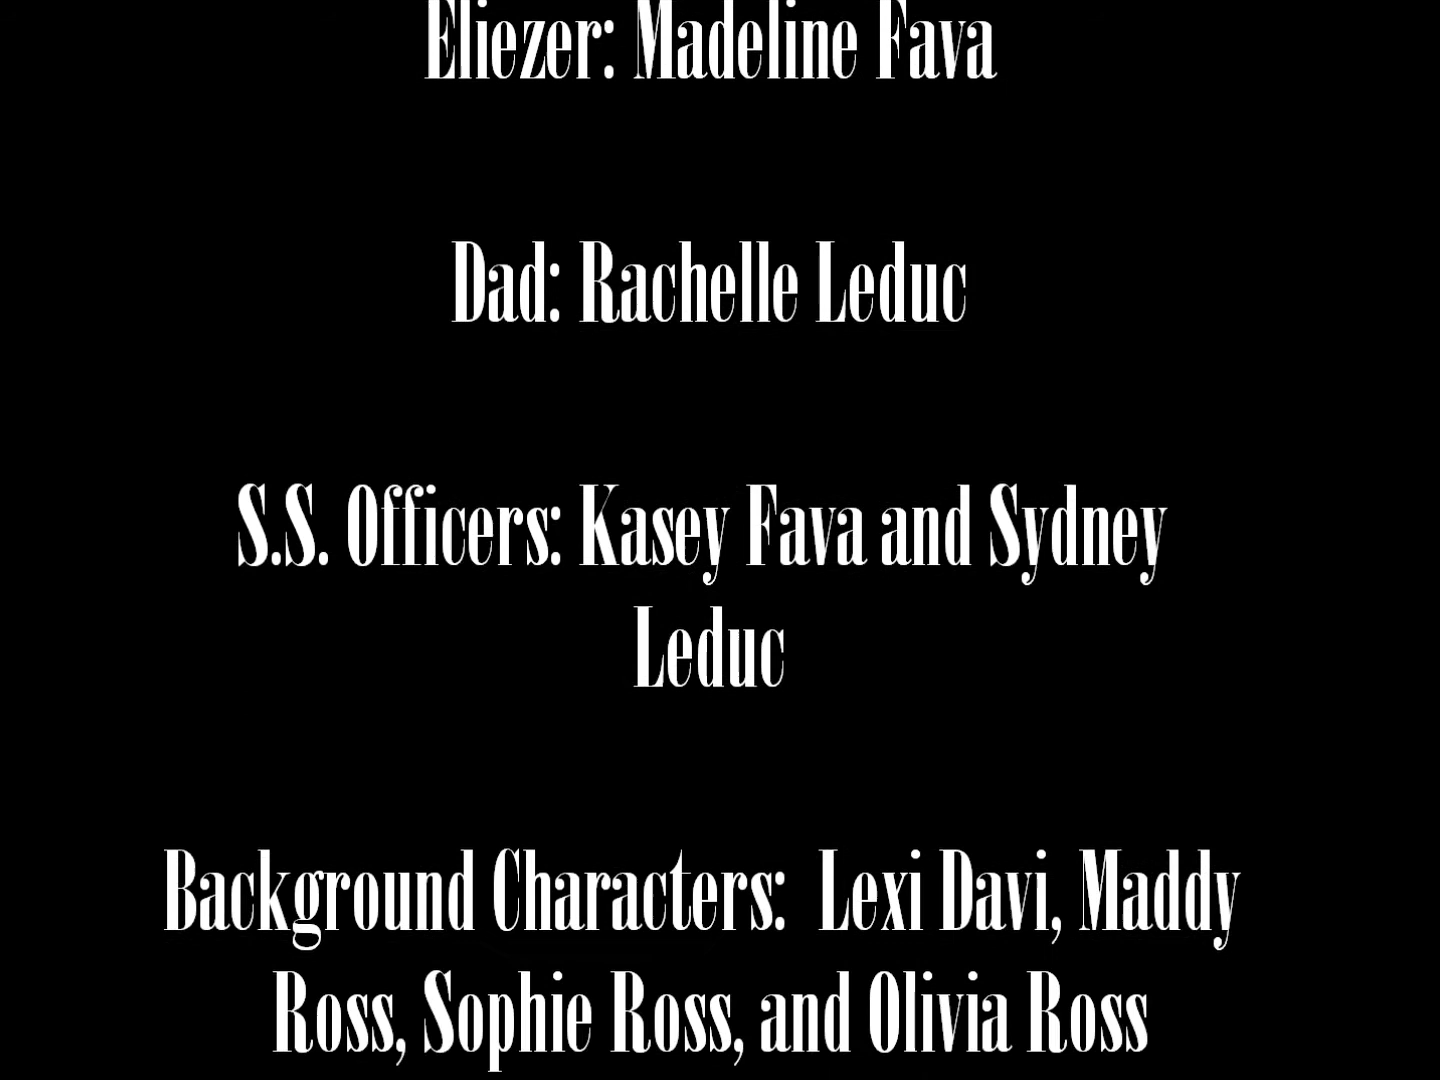 Eliezer: Madeline Fava
Dad: Rachelle Leduc
S.S. Officers: Kasey Fava and Sydney
Leduc
Background Characters:  Lexi Davi, Maddy
Ross, Sophie Ross, and Olivia Ross